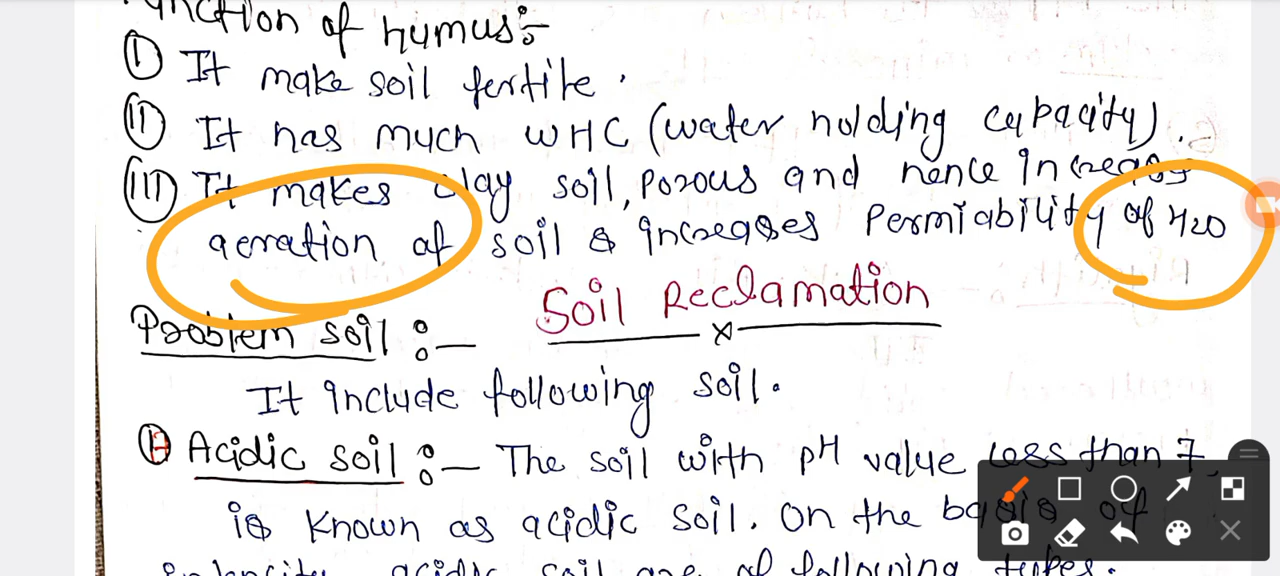 function of humus:-
(I) It make soil fertile.
(II) It has much WHC (water holding capacity).
(III) It makes clay soil, porous and hence increase
aeration of soil & increases Permiability of H2O
Soil Reclamation
x
Problem soil :-
It include following soil.
(1) Acidic soil :- The soil with pH value less than 7
is known as acidic soil. On the basis of
acidic soil are of following types.